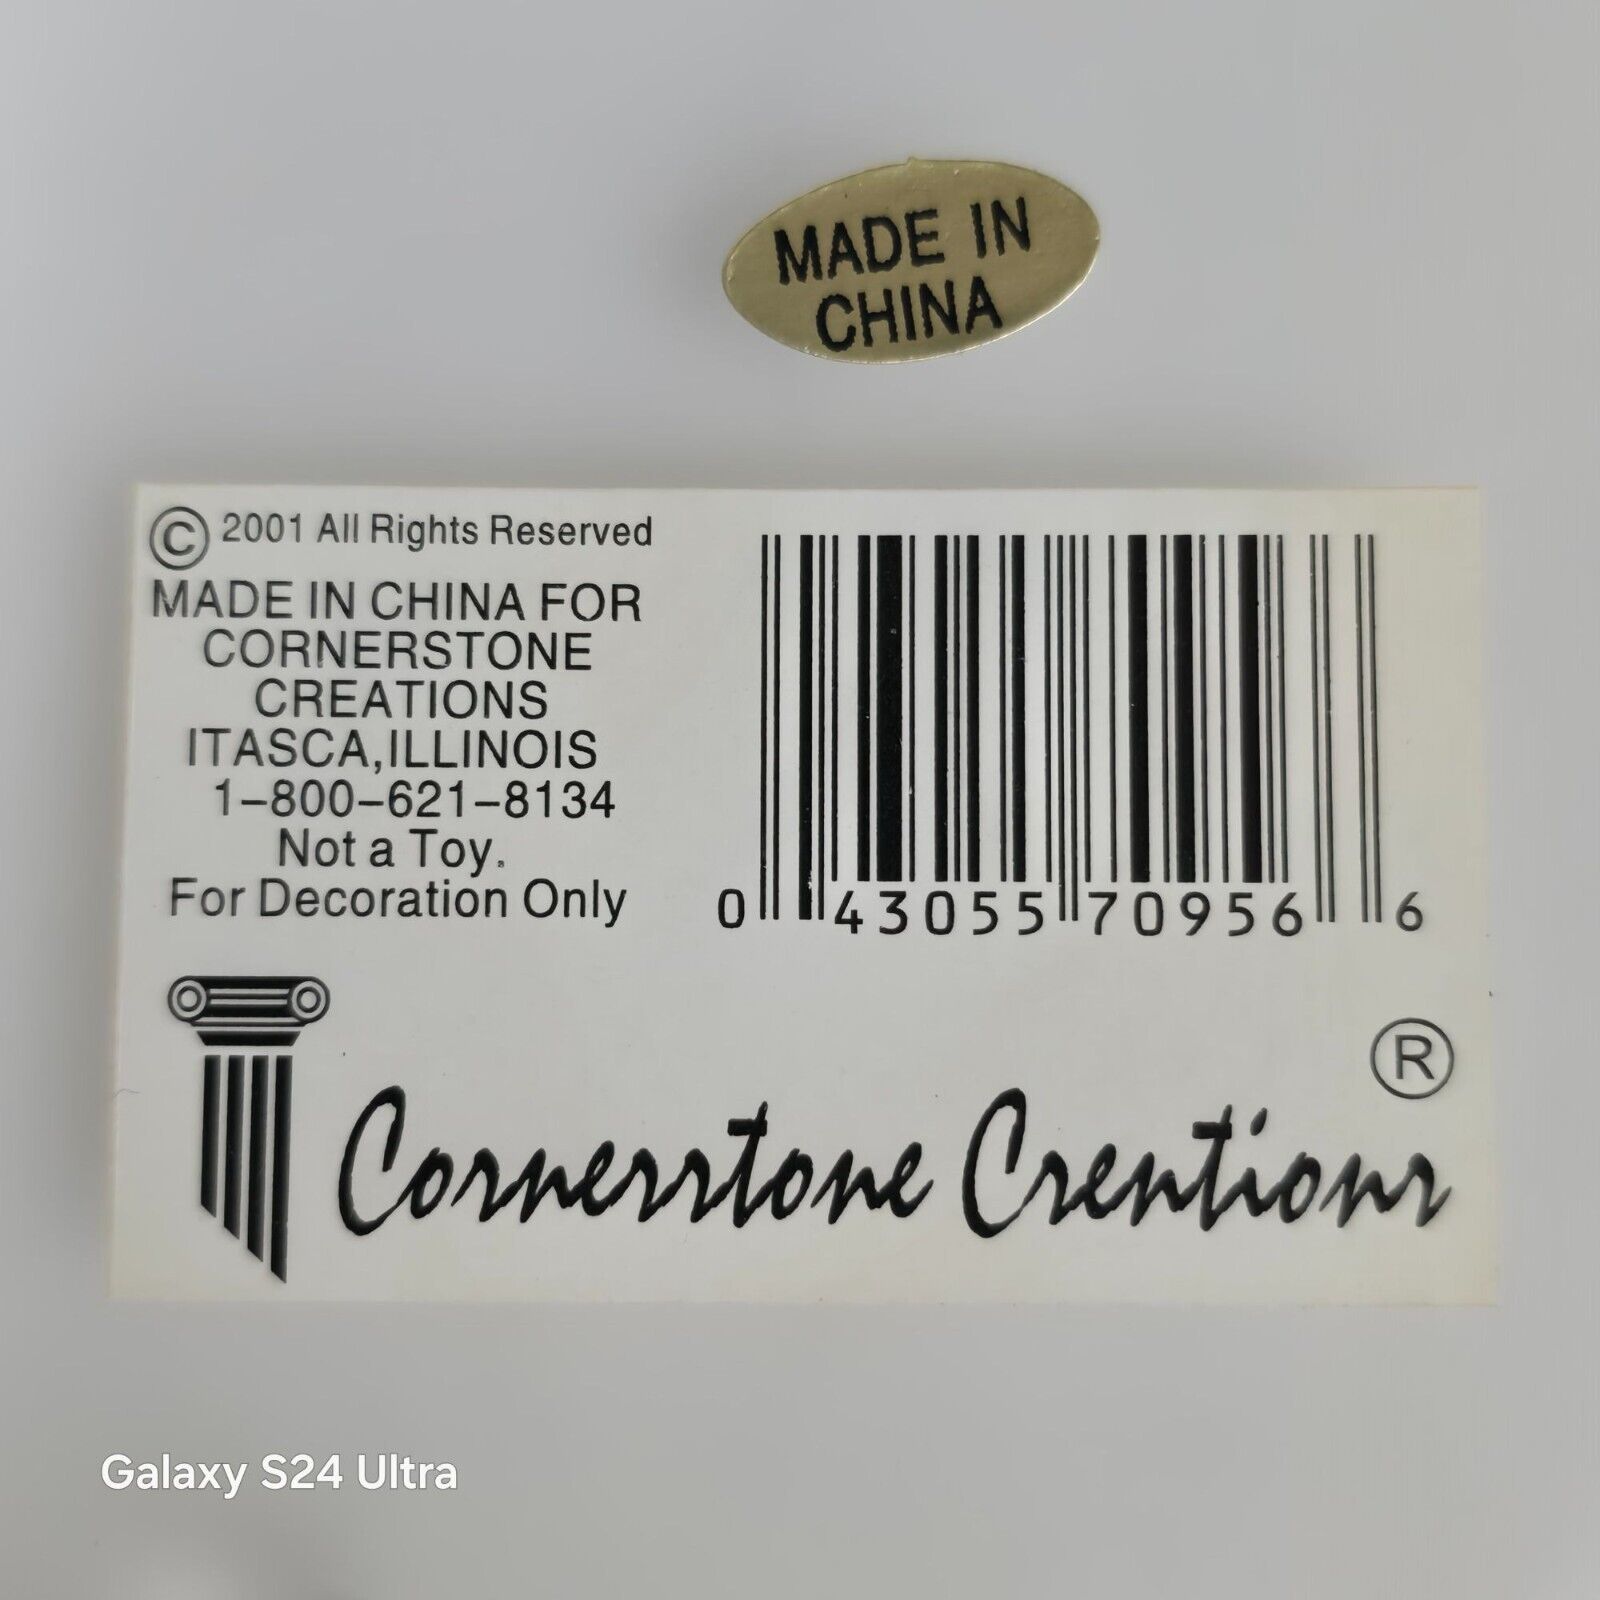 MADE IN
CHINA
© 2001 All Rights Reserved
MADE IN CHINA FOR
CORNERSTONE
CREATIONS
ITASCA,ILLINOIS
1-800-621-8134
Not a Toy.
For Decoration Only
0 43055 70956 6
®
Cornerstone Creations
Galaxy S24 Ultra